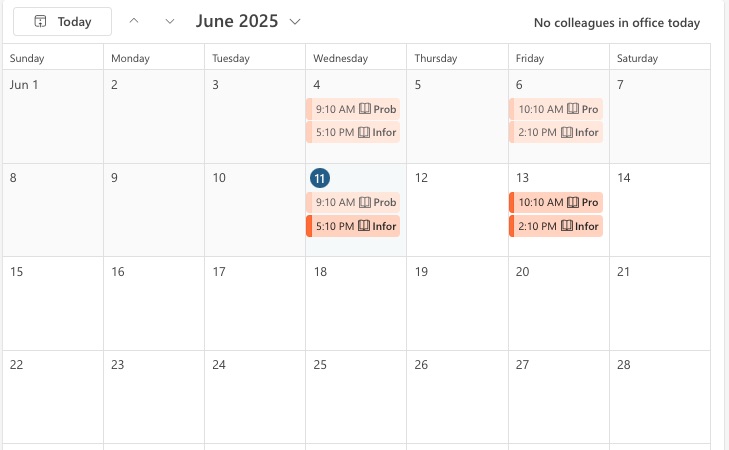 Today June 2025 No colleagues in office today
Sunday Monday Tuesday Wednesday Thursday Friday Saturday
Jun 1 2 3 4 5 6 7
9:10 AM Prob 10:10 AM Pro
5:10 PM Infor 2:10 PM Infor
8 9 10 11 12 13 14
9:10 AM Prob 10:10 AM Pro
5:10 PM Infor 2:10 PM Infor
15 16 17 18 19 20 21
22 23 24 25 26 27 28